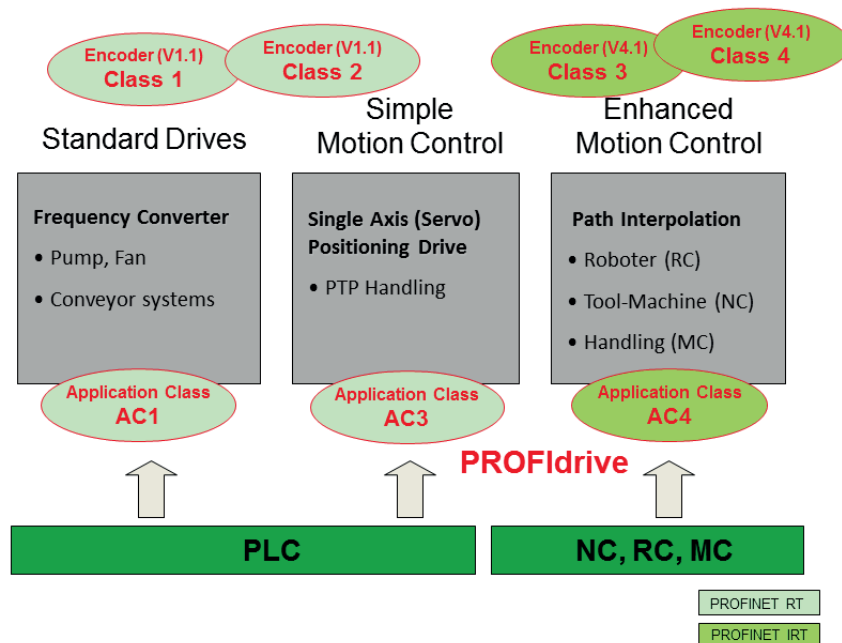 Encoder (V1.1)
Class 1
Encoder (V1.1)
Class 2
Encoder (V4.1)
Class 3
Encoder (V4.1)
Class 4
Standard Drives
Simple
Motion Control
Enhanced
Motion Control
Frequency Converter
• Pump, Fan
• Conveyor systems
Single Axis (Servo)
Positioning Drive
• PTP Handling
Path Interpolation
• Roboter (RC)
• Tool-Machine (NC)
• Handling (MC)
Application Class
AC1
Application Class
AC3
Application Class
AC4
PROFIdrive
PLC
NC, RC, MC
PROFINET RT
PROFINET IRT